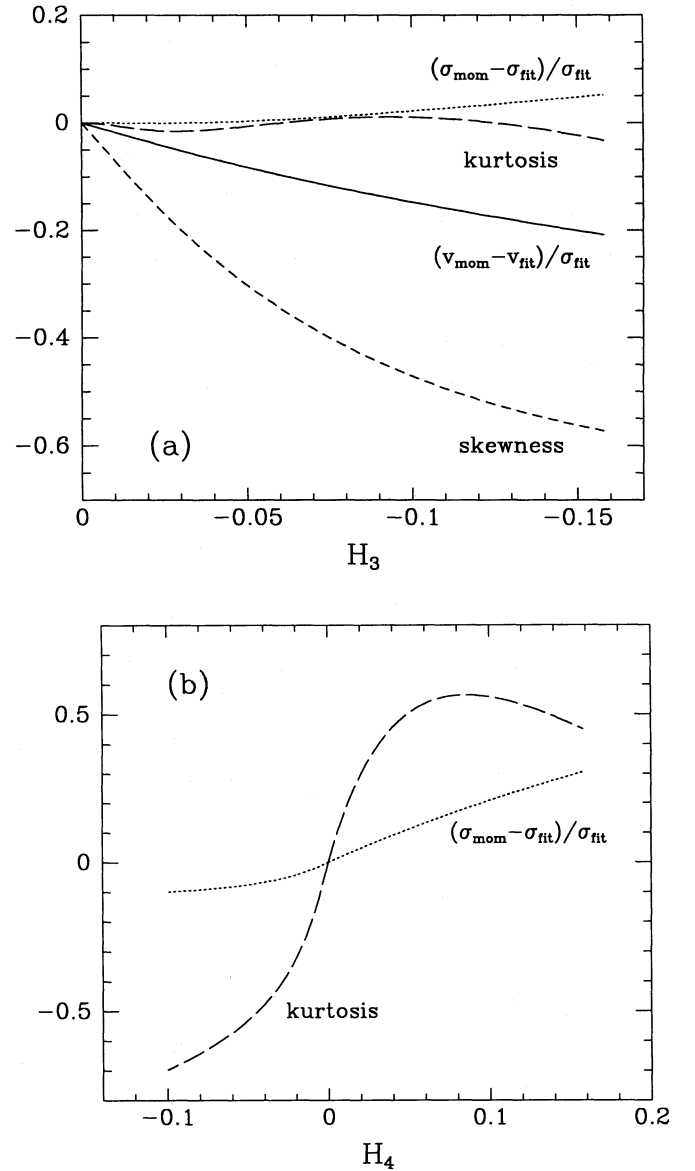 0.2
(σmom−σfit)/σfit
0
kurtosis
−0.2
(vmom−vfit)/σfit
−0.4
(a)
skewness
−0.6
0 −0.05 −0.1 −0.15
H3
(b)
0.5
(σmom−σfit)/σfit
0
−0.5
kurtosis
−0.1 0 0.1 0.2
H4